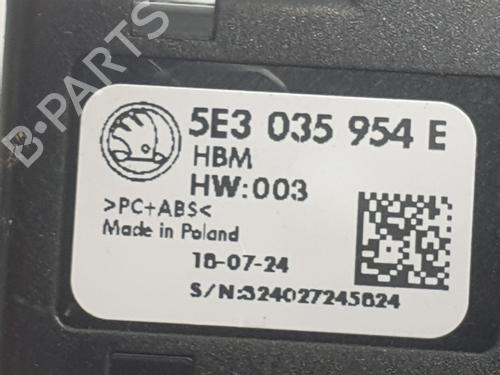 B-PARTS
5E3 035 954 E
HBM
HW:003
>PC+ABS<
Made in Poland
18-07-24
S/N:324027245824